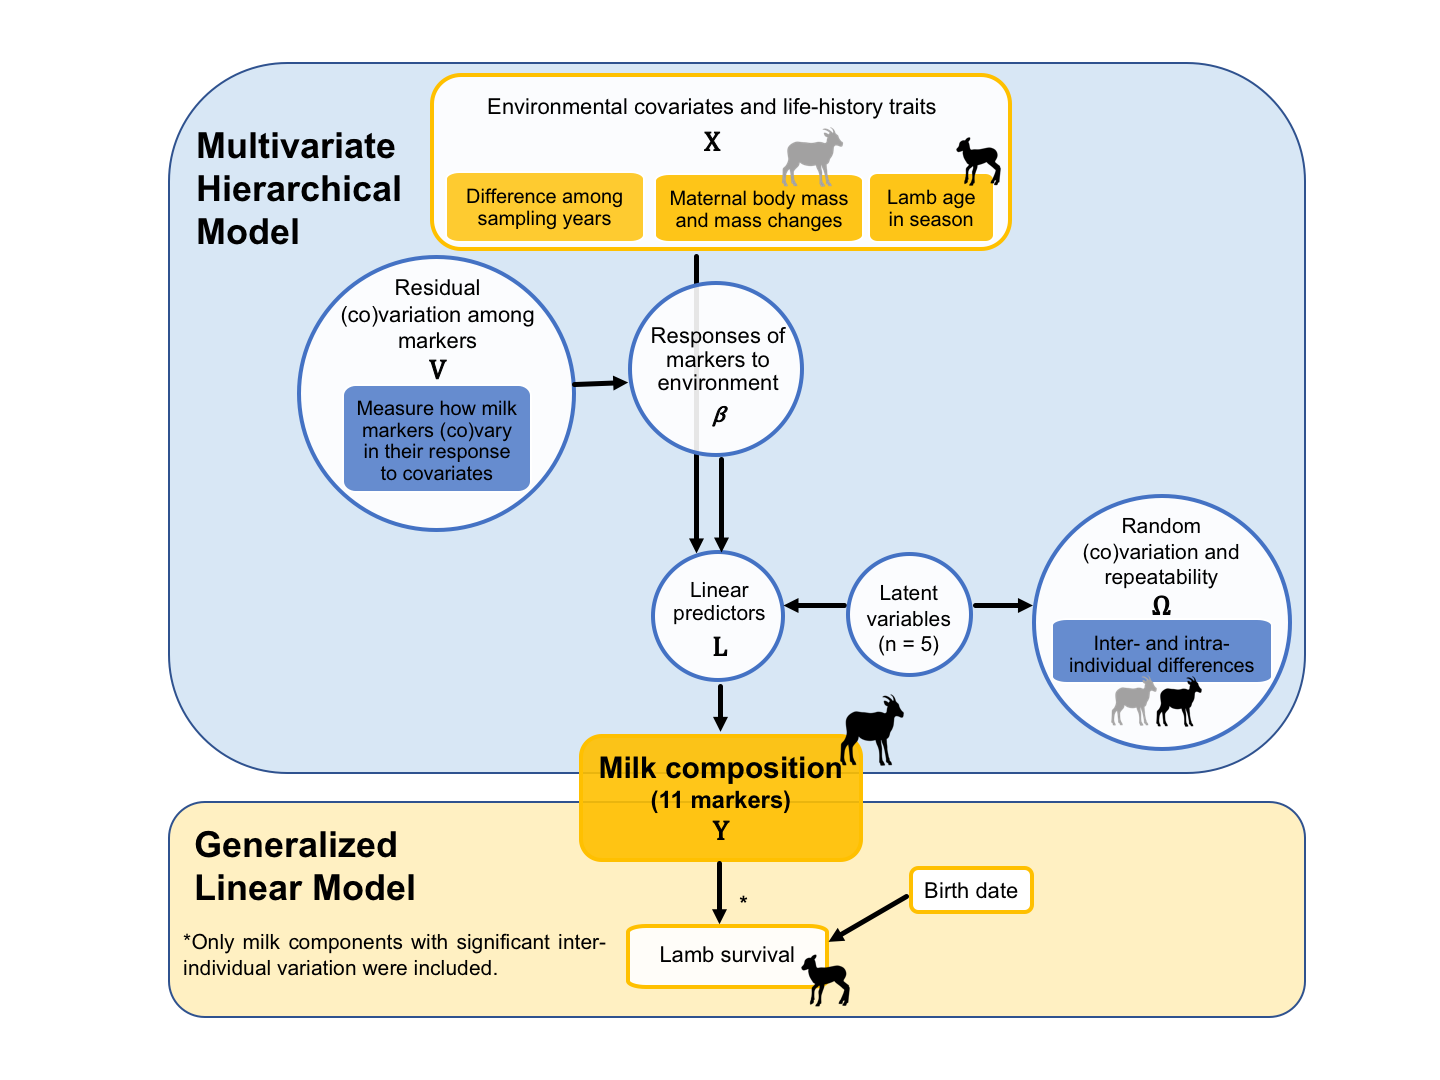 Multivariate
Hierarchical
Model
Environmental covariates and life-history traits
X
Difference among
sampling years
Maternal body mass
and mass changes
Lamb age
in season
Residual
(co)variation among
markers
V
Measure how milk
markers (co)vary
in their response
to covariates
Responses of
markers to
environment
β
Linear
predictors
L
Latent
variables
(n = 5)
Random
(co)variation and
repeatability
Ω
Inter- and intra-
individual differences
Milk composition
(11 markers)
Y
Generalized
Linear Model
*Only milk components with significant inter-
individual variation were included.
*
Birth date
Lamb survival